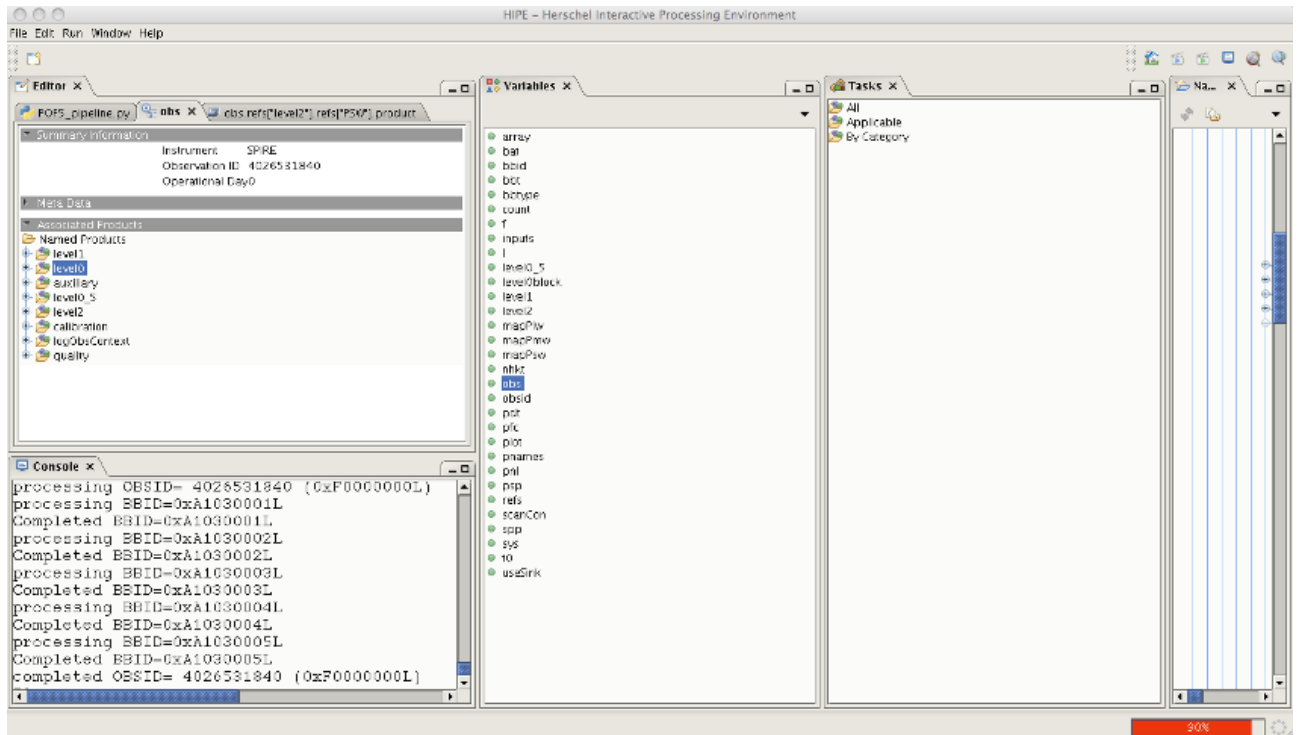 HIPE – Herschel Interactive Processing Environment
File Edit Run Window Help
Editor
POF5_pipeline.py obs obs.refs["level2"].refs["PSW"].product
Summary Information
Instrument SPIRE
Observation ID 4026531840
Operational Day0
Meta Data
Associated Products
Named Products
level1
level0
auxiliary
level0_5
level2
calibration
logObsContext
quality
Console
processing OBSID= 4026531840 (0xF0000000L)
processing BBID=0xA1030001L
Completed BBID=0xA1030001L
processing BBID=0xA1030002L
Completed BBID=0xA1030002L
processing BBID=0xA1030003L
Completed BBID=0xA1030003L
processing BBID=0xA1030004L
Completed BBID=0xA1030004L
processing BBID=0xA1030005L
Completed BBID=0xA1030005L
completed OBSID= 4026531840 (0xF0000000L)
Variables
array
bat
bbid
bbt
bbtype
count
f
inputs
level0_5
level0block
level1
level2
mapPlw
mapPmw
mapPsw
nhkt
obs
obsid
pdt
pfc
plot
pnames
pnl
psp
refs
scanCon
spp
sys
t0
useSink
Tasks
All
Applicable
By Category
Na...
90%